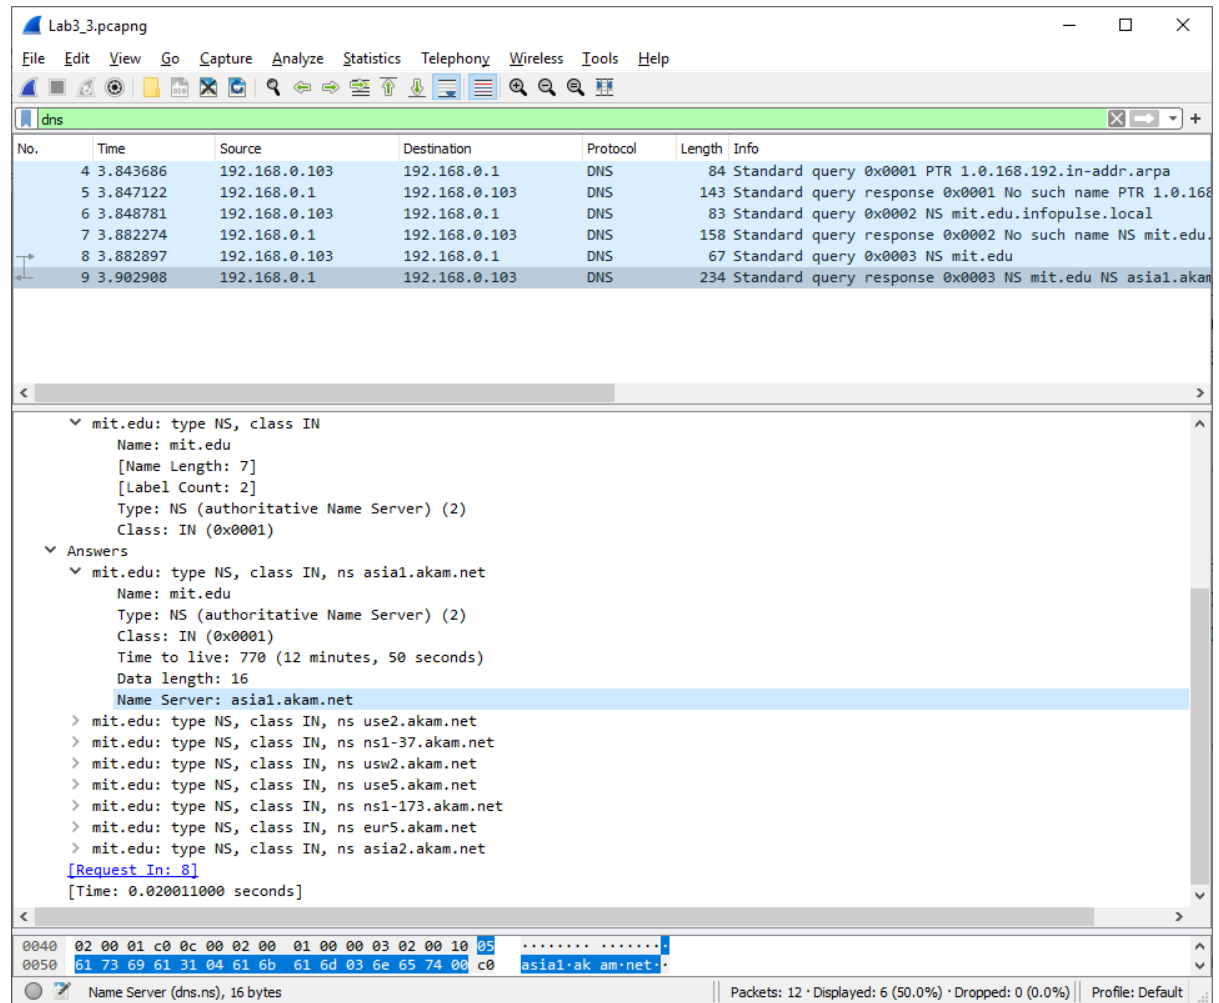 Lab3_3.pcapng
File Edit View Go Capture Analyze Statistics Telephony Wireless Tools Help
dns
No. Time Source Destination Protocol Length Info
4 3.843686 192.168.0.103 192.168.0.1 DNS 84 Standard query 0x0001 PTR 1.0.168.192.in-addr.arpa
5 3.847122 192.168.0.1 192.168.0.103 DNS 143 Standard query response 0x0001 No such name PTR 1.0.168
6 3.848781 192.168.0.103 192.168.0.1 DNS 83 Standard query 0x0002 NS mit.edu.infopulse.local
7 3.882274 192.168.0.1 192.168.0.103 DNS 158 Standard query response 0x0002 No such name NS mit.edu.
8 3.882897 192.168.0.103 192.168.0.1 DNS 67 Standard query 0x0003 NS mit.edu
9 3.902908 192.168.0.1 192.168.0.103 DNS 234 Standard query response 0x0003 NS mit.edu NS asia1.akam
mit.edu: type NS, class IN
Name: mit.edu
[Name Length: 7]
[Label Count: 2]
Type: NS (authoritative Name Server) (2)
Class: IN (0x0001)
Answers
mit.edu: type NS, class IN, ns asia1.akam.net
Name: mit.edu
Type: NS (authoritative Name Server) (2)
Class: IN (0x0001)
Time to live: 770 (12 minutes, 50 seconds)
Data length: 16
Name Server: asia1.akam.net
mit.edu: type NS, class IN, ns use2.akam.net
mit.edu: type NS, class IN, ns ns1-37.akam.net
mit.edu: type NS, class IN, ns usw2.akam.net
mit.edu: type NS, class IN, ns use5.akam.net
mit.edu: type NS, class IN, ns ns1-173.akam.net
mit.edu: type NS, class IN, ns eur5.akam.net
mit.edu: type NS, class IN, ns asia2.akam.net
[Request In: 8]
[Time: 0.020011000 seconds]
0040 02 00 01 c0 0c 00 02 00 01 00 00 03 02 00 10 05 ········ ········
0050 61 73 69 61 31 04 61 6b 61 6d 03 6e 65 74 00 c0 asia1·ak am·net··
Name Server (dns.ns), 16 bytes Packets: 12 · Displayed: 6 (50.0%) · Dropped: 0 (0.0%) Profile: Default